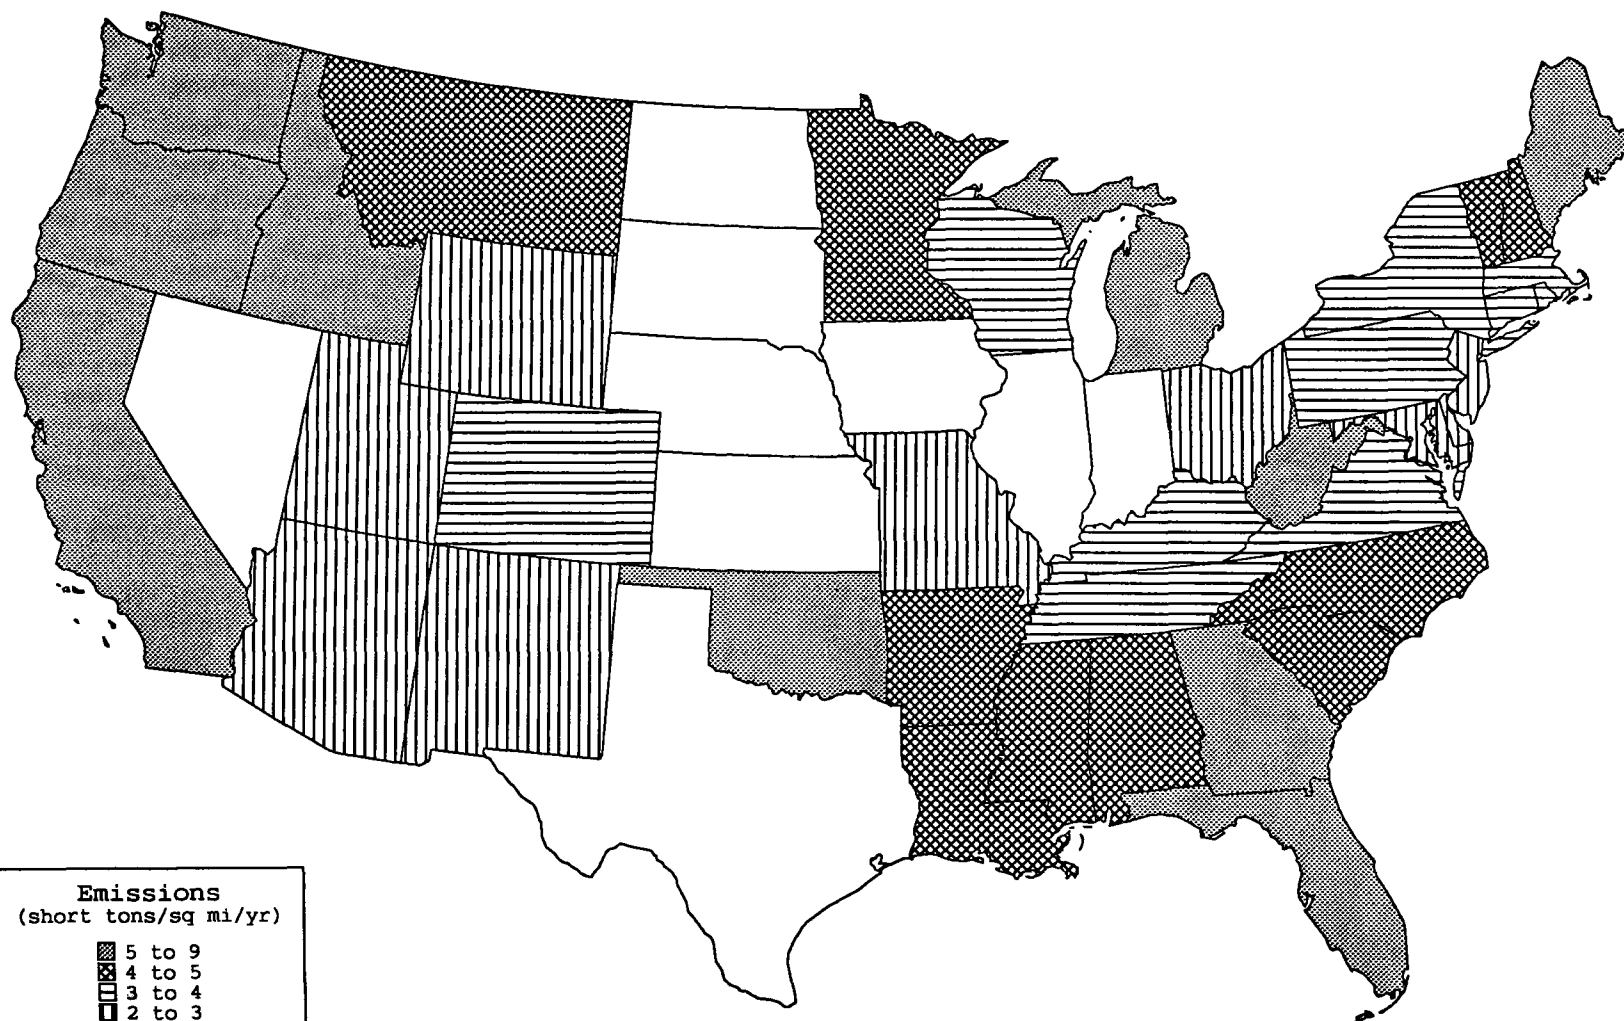 Emissions
(short tons/sq mi/yr)
5 to 9
4 to 5
3 to 4
2 to 3